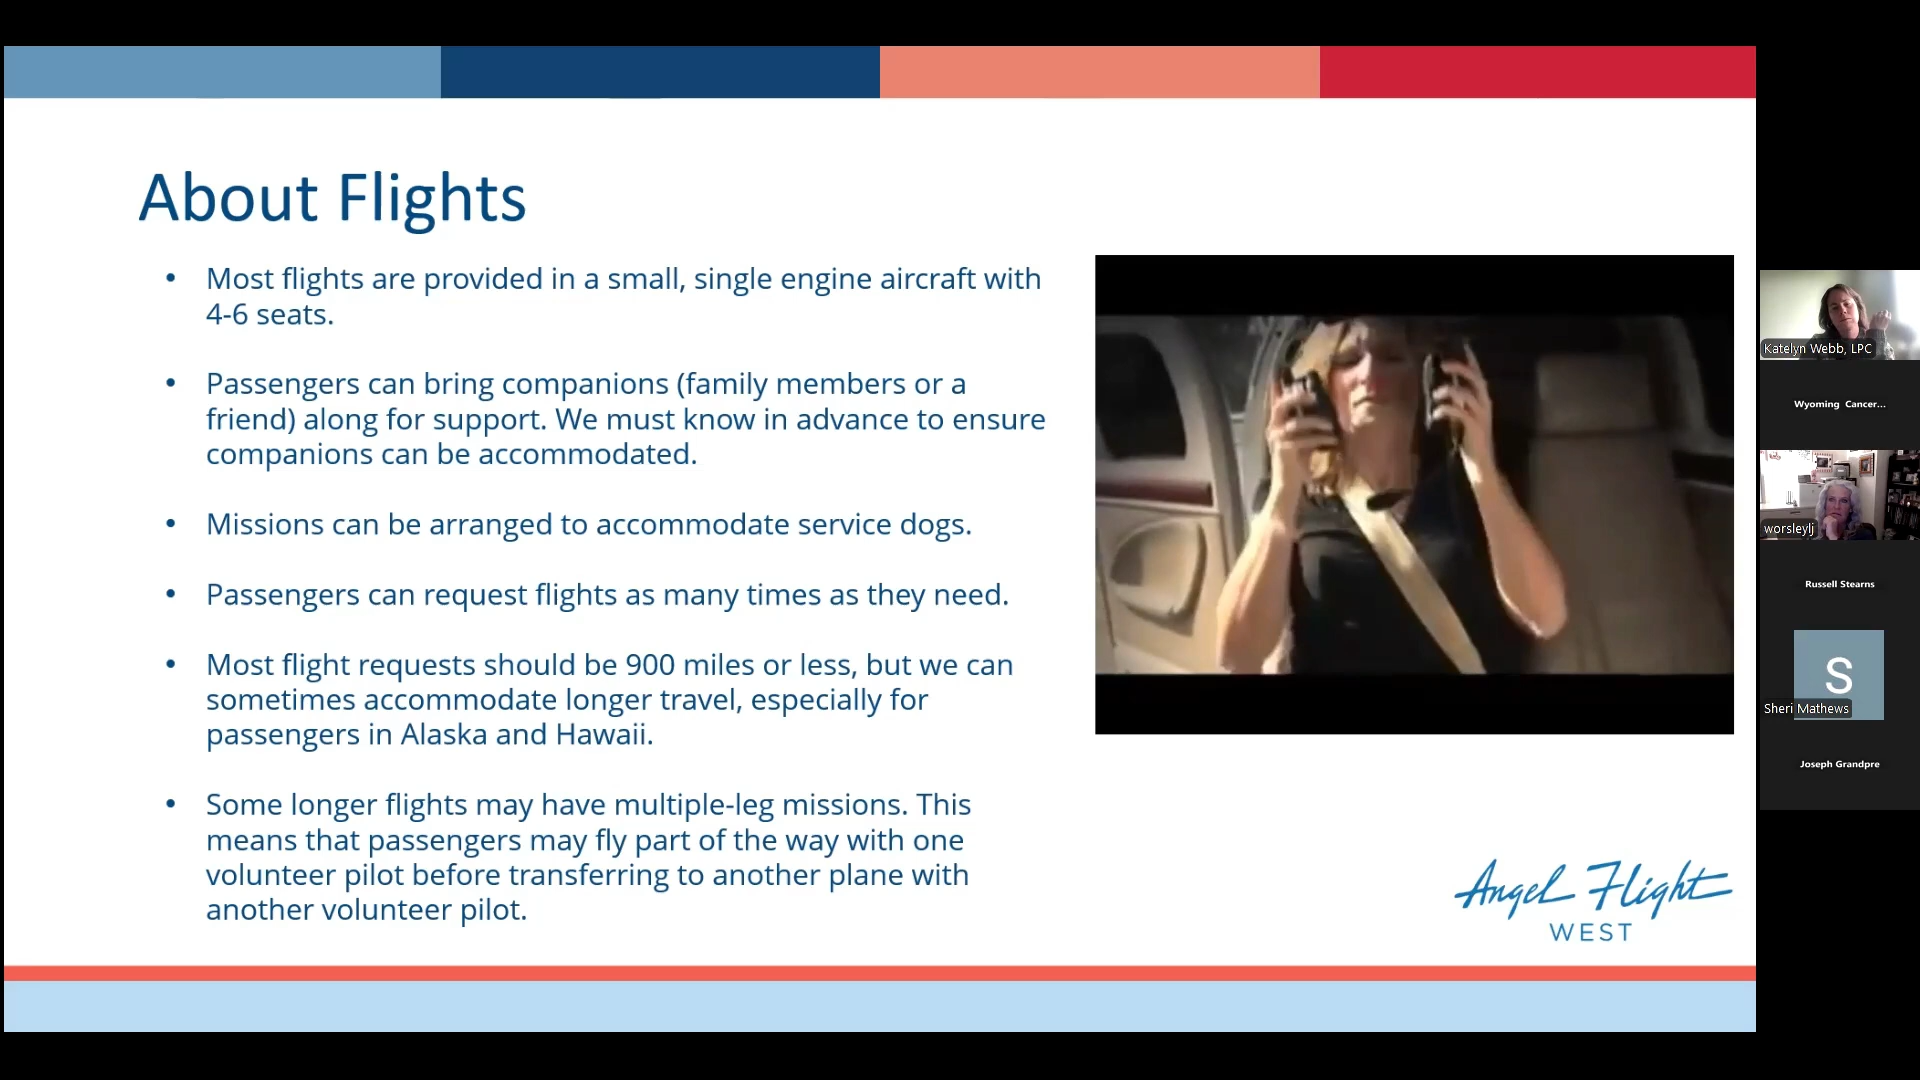 About Flights
• Most flights are provided in a small, single engine aircraft with
4-6 seats.
• Passengers can bring companions (family members or a
friend) along for support. We must know in advance to ensure
companions can be accommodated.
• Missions can be arranged to accommodate service dogs.
• Passengers can request flights as many times as they need.
• Most flight requests should be 900 miles or less, but we can
sometimes accommodate longer travel, especially for
passengers in Alaska and Hawaii.
• Some longer flights may have multiple-leg missions. This
means that passengers may fly part of the way with one
volunteer pilot before transferring to another plane with
another volunteer pilot.
Angel Flight
WEST
Katelyn Webb, LPC
Wyoming Cancer...
worsleylj
Russell Stearns
S
Sheri Mathews
Joseph Grandpre